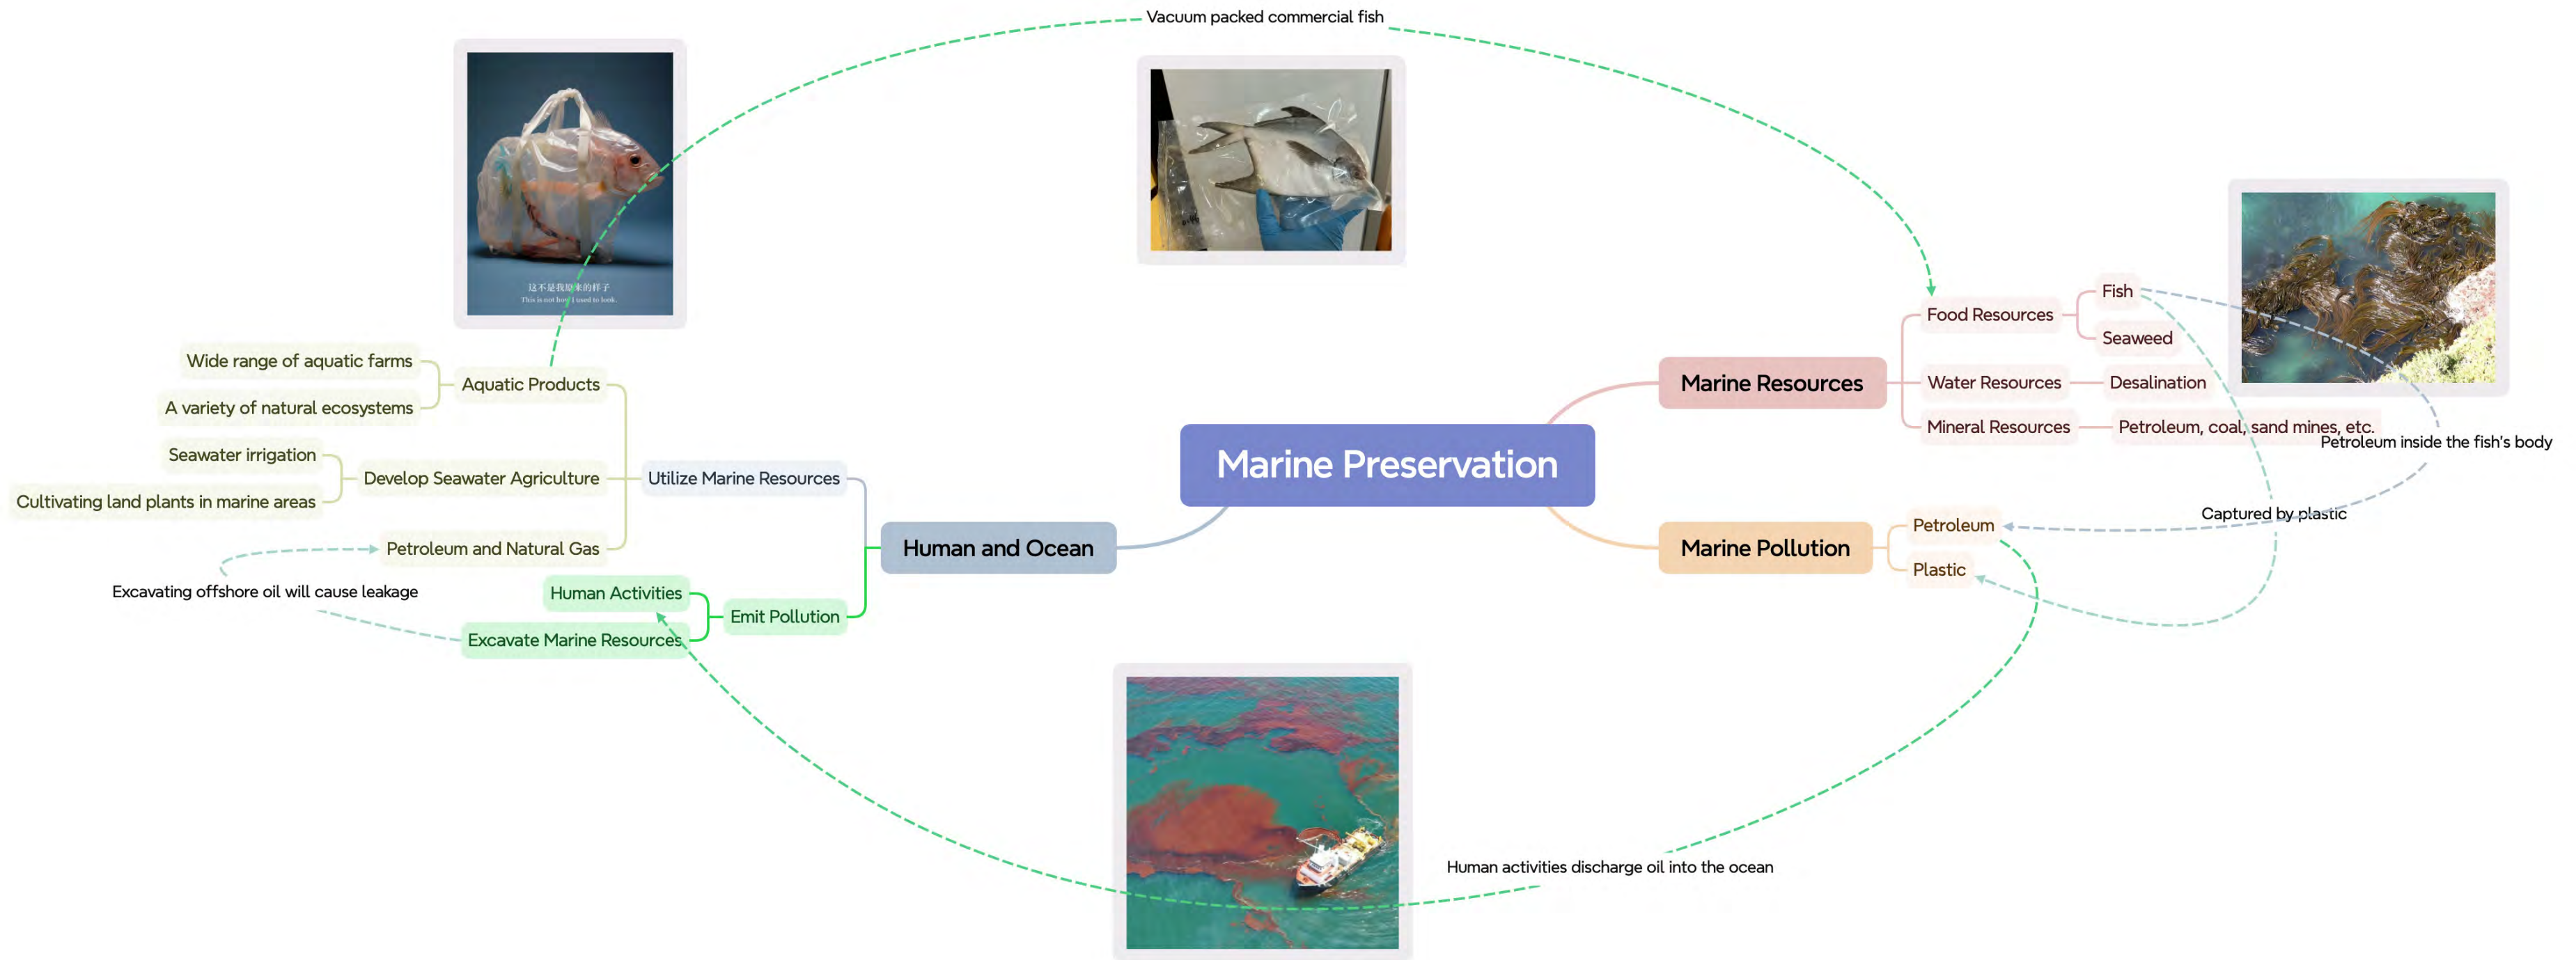 Vacuum packed commercial fish
这不是我原来的样子
This is not how I used to look.
Wide range of aquatic farms
A variety of natural ecosystems
Aquatic Products
Seawater irrigation
Cultivating land plants in marine areas
Develop Seawater Agriculture
Petroleum and Natural Gas
Utilize Marine Resources
Excavating offshore oil will cause leakage
Human Activities
Excavate Marine Resources
Emit Pollution
Human and Ocean
Marine Preservation
Marine Resources
Food Resources
Fish
Seaweed
Water Resources
Desalination
Mineral Resources
Petroleum, coal, sand mines, etc.
Petroleum inside the fish's body
Captured by plastic
Marine Pollution
Petroleum
Plastic
Human activities discharge oil into the ocean